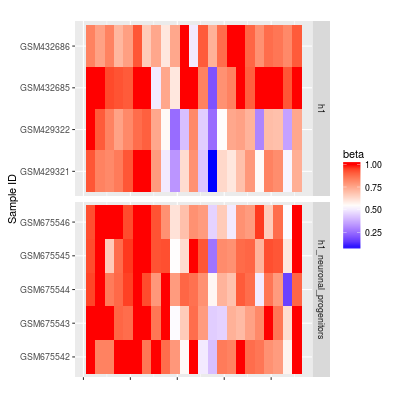 GSM432686
GSM432685
GSM429322
GSM429321
h1
GSM675546
GSM675545
GSM675544
GSM675543
GSM675542
h1_neuronal_progenitors
Sample ID
beta
1.00
0.75
0.50
0.25